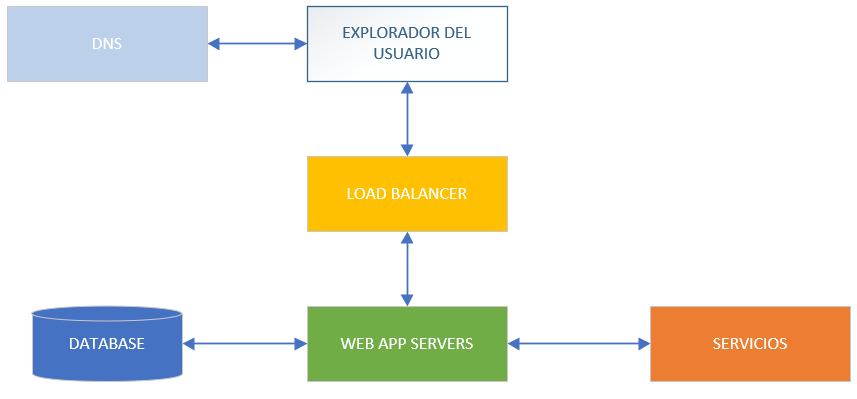 DNS
EXPLORADOR DEL
USUARIO
LOAD BALANCER
DATABASE
WEB APP SERVERS
SERVICIOS